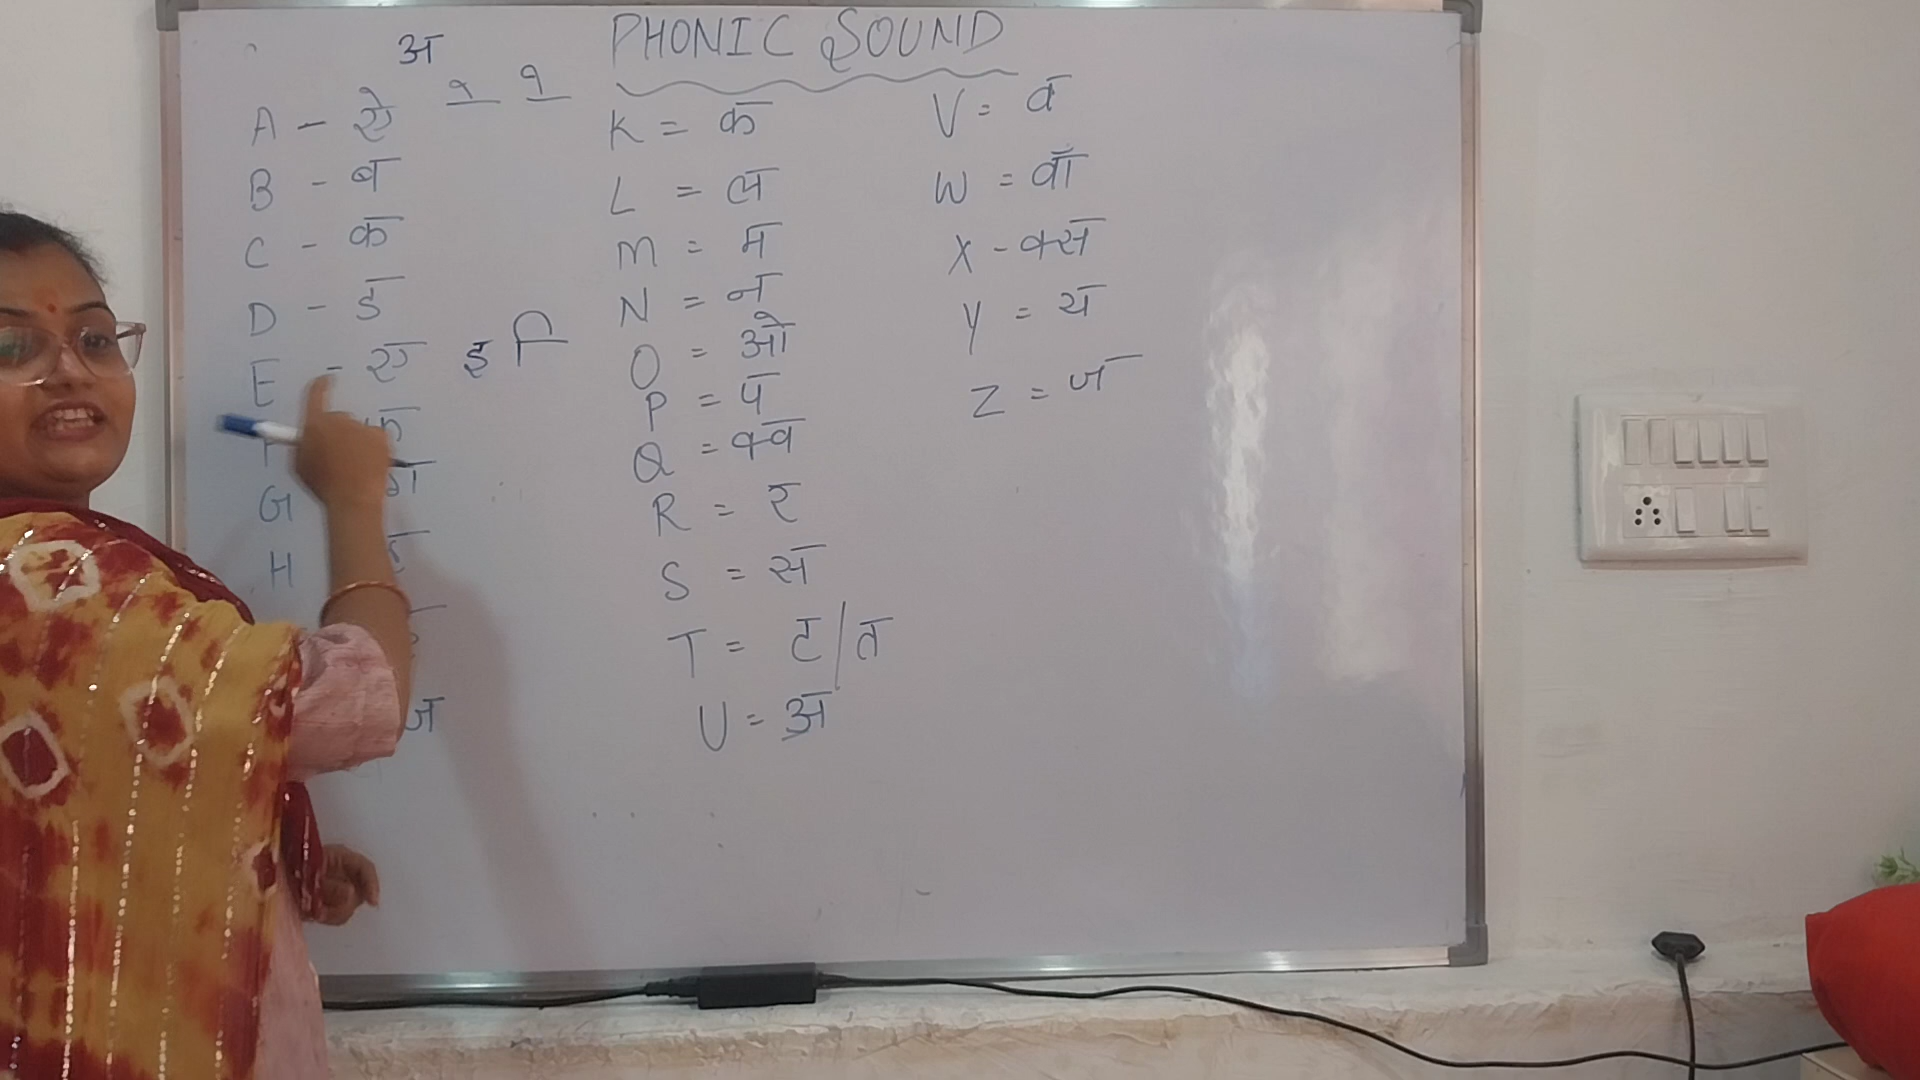 PHONIC SOUND
अ
A - ऐ
B - ब
C - क
D - ड
E - ए इ ि
फ
G ग
H ह
ज
K = क
L = ल
M = म
N = न
O = ओ
P = प
Q = क्व
R = र
S = स
T = ट/त
U = अ
V = व
W = वॉ
X - क्स
Y = य
Z = ज